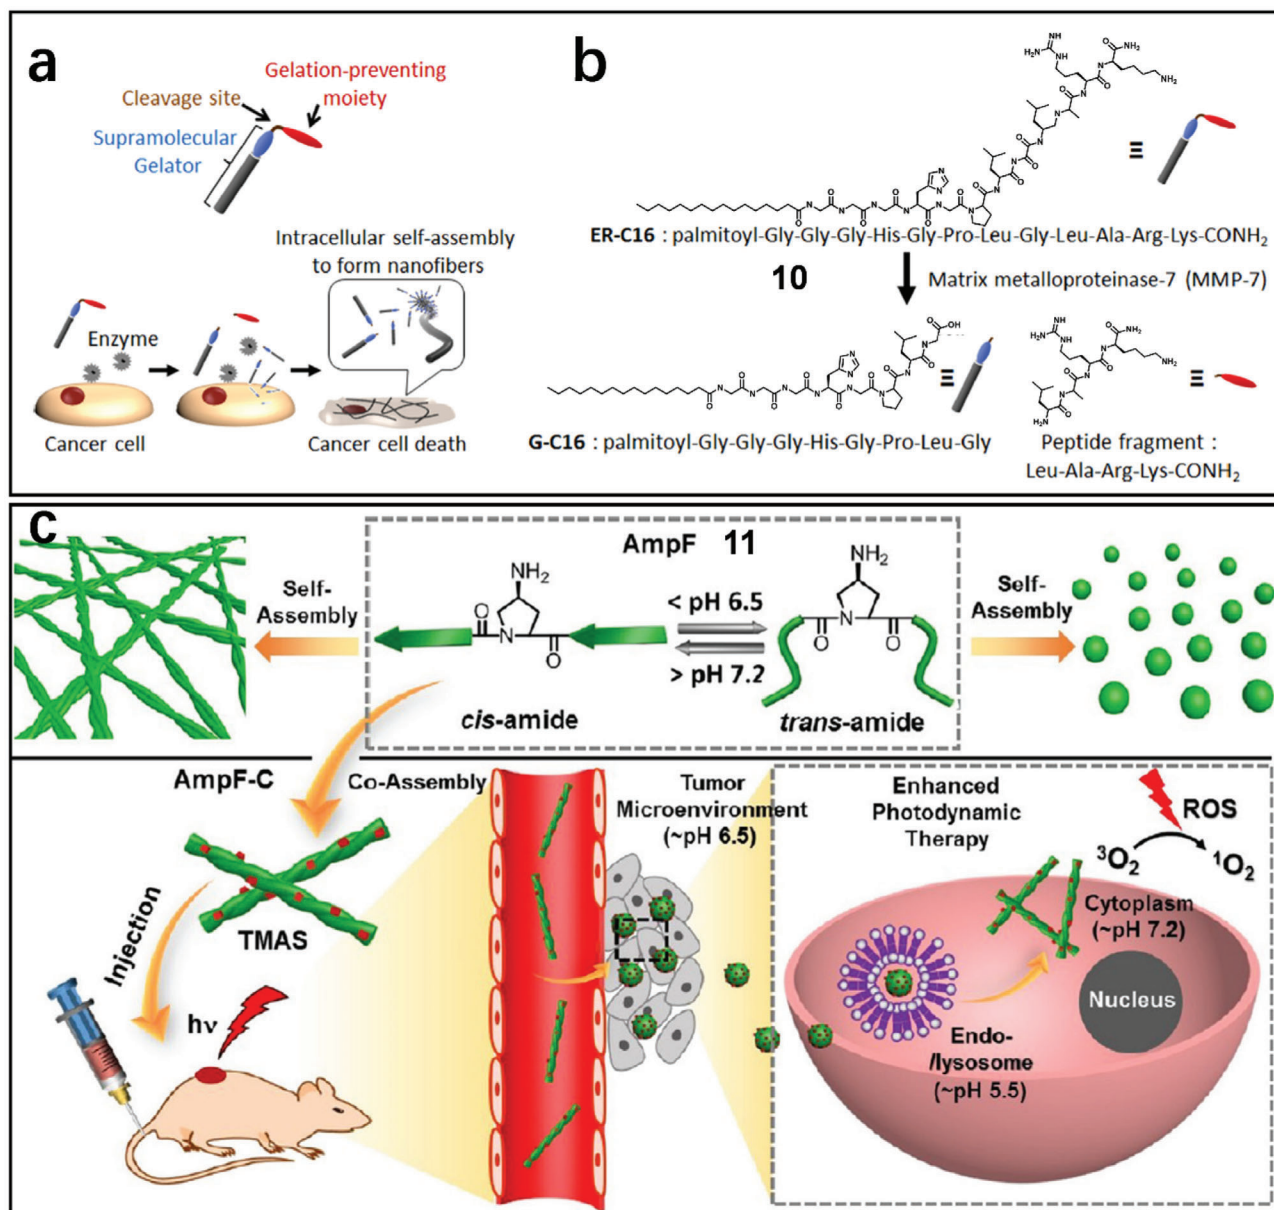 a
Gelation-preventing
moiety
Cleavage site
Supramolecular
Gelator
Intracellular self-assembly
to form nanofibers
Enzyme
Cancer cell
Cancer cell death
b
ER-C16 : palmitoyl-Gly-Gly-Gly-His-Gly-Pro-Leu-Gly-Leu-Ala-Arg-Lys-CONH₂
10
Matrix metalloproteinase-7 (MMP-7)
G-C16 : palmitoyl-Gly-Gly-Gly-His-Gly-Pro-Leu-Gly
Peptide fragment :
Leu-Ala-Arg-Lys-CONH₂
c
AmpF 11
Self-
Assembly
NH₂
O
N
O
cis-amide
< pH 6.5
> pH 7.2
NH₂
O
N
O
trans-amide
Self-
Assembly
AmpF-C
Co-Assembly
TMAS
Injection
hν
Tumor
Microenvironment
(~pH 6.5)
Enhanced
Photodynamic
Therapy
ROS
³O₂
¹O₂
Cytoplasm
(~pH 7.2)
Nucleus
Endo-
/lysosome
(~pH 5.5)